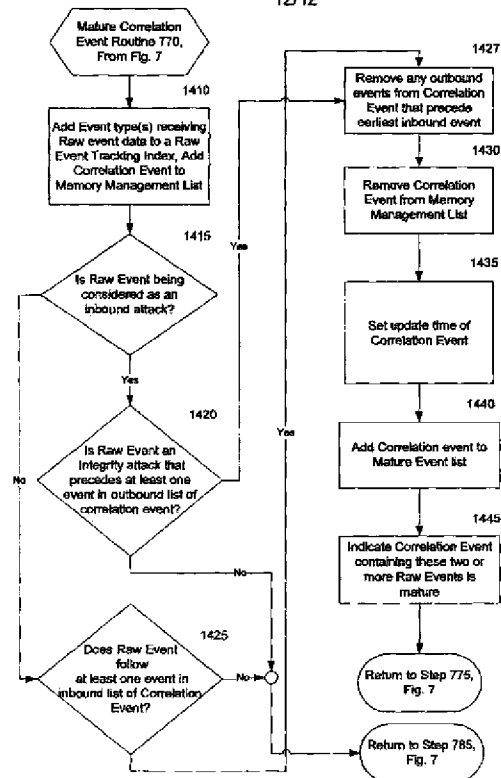 12/12
Mature Correlation
Event Routine 770,
From Fig. 7
1410
Add Event type(s) receiving
Raw event data to a Raw
Event Tracking Index, Add
Correlation Event to
Memory Management List
1415
Is Raw Event being
considered as an
inbound attack?
Yes
1420
Is Raw Event an
Integrity attack that
precedes at least one
event in outbound list of
correlation event?
No
No
1425
Does Raw Event
follow
at least one event in
inbound list of Correlation
Event?
No
Yes
Yes
1427
Remove any outbound
events from Correlation
Event that precede
earliest inbound event
1430
Remove Correlation
Event from Memory
Management List
1435
Set update time of
Correlation Event
1440
Add Correlation event to
Mature Event list
1445
Indicate Correlation Event
containing these two or
more Raw Events is
mature
Return to Step 775,
Fig. 7
Return to Step 785,
Fig. 7